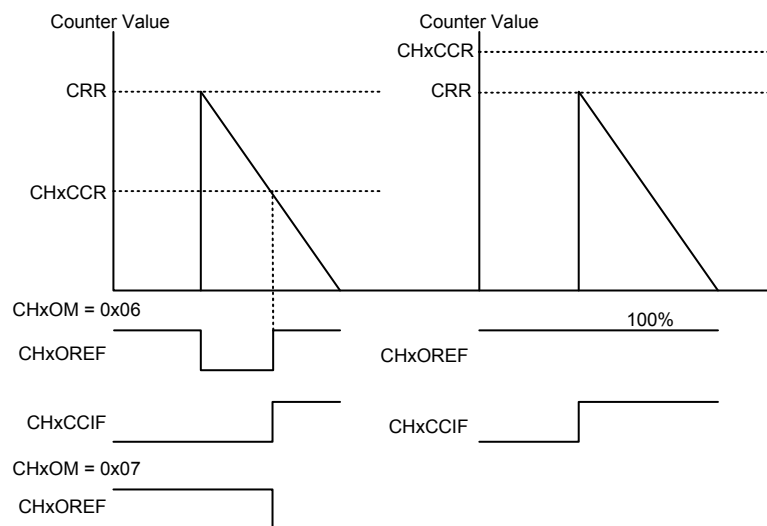 Counter Value
CRR
CHxCCR
CHxOM = 0x06
CHxOREF
CHxCCIF
CHxOM = 0x07
CHxOREF
Counter Value
CHxCCR
CRR
100%
CHxOREF
CHxCCIF